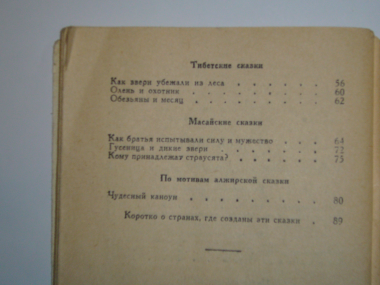 Тибетские сказки
Как звери убежали из леса . . . . . . 56
Олень и охотник . . . . . . . . 60
Обезьяны и месяц . . . . . . . . 62
Масайские сказки
Как братья испытывали силу и мужество . . . . 64
Гусеница и дикие звери . . . . . . . 72
Кому принадлежат страусята? . . . . . . 75
По мотивам алжирской сказки
Чудесный каноун . . . . . . . . 80
Коротко о странах, где созданы эти сказки . 89